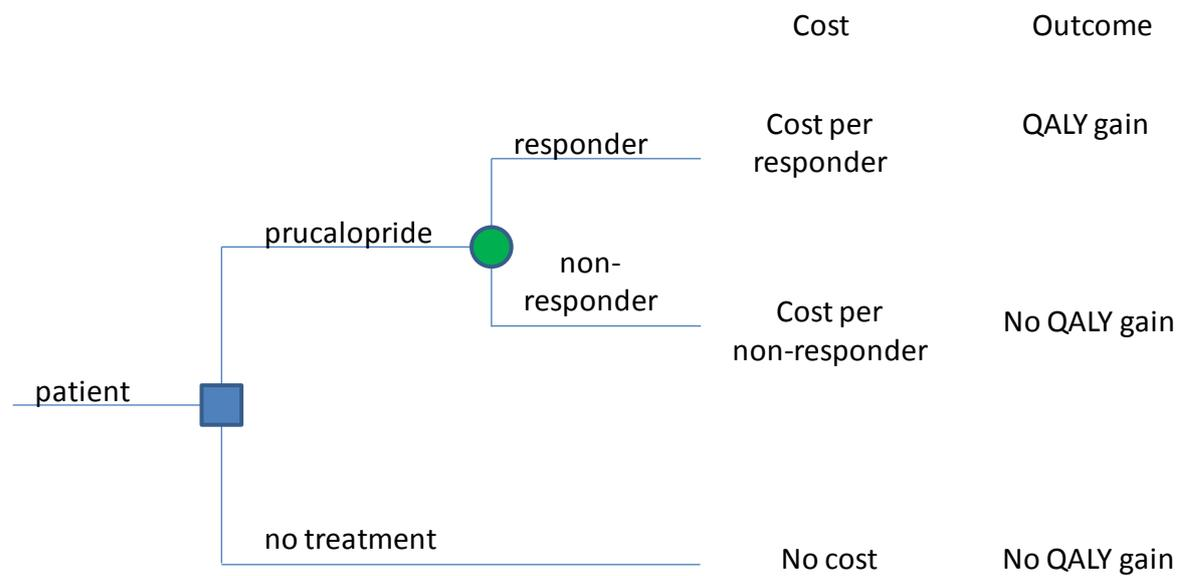 Cost
Outcome
responder
Cost per
responder
QALY gain
prucalopride
non-
responder
Cost per
non-responder
No QALY gain
patient
no treatment
No cost
No QALY gain